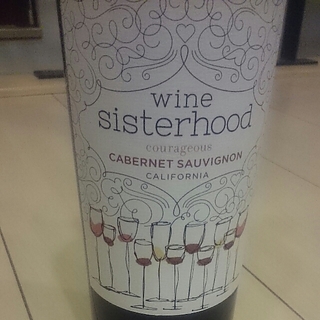 wine
sisterhood
courageous
CABERNET SAUVIGNON
CALIFORNIA